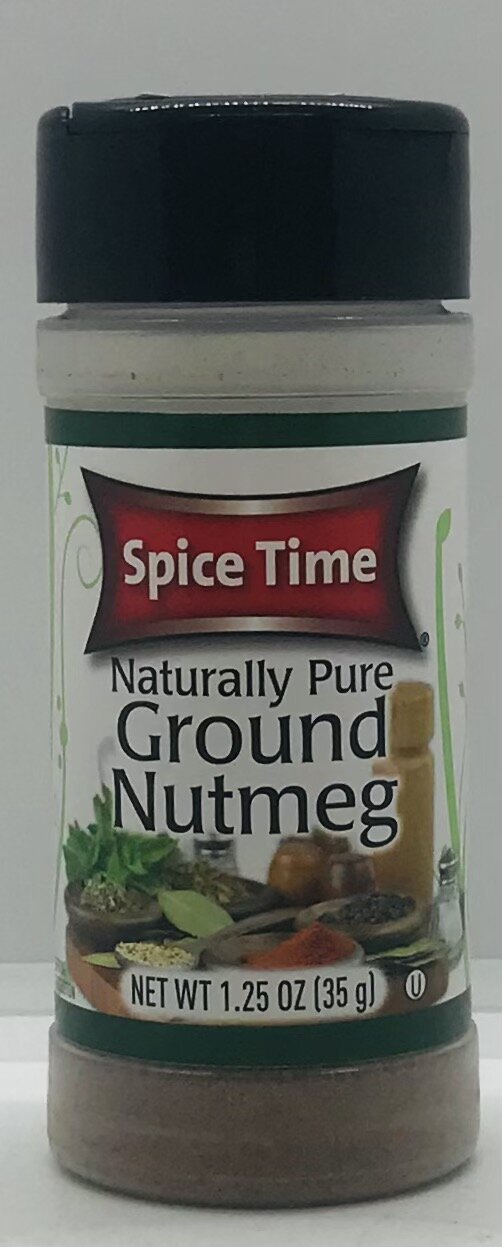 Spice Time
®
Naturally Pure
Ground
Nutmeg
NET WT 1.25 OZ (35 g)
U